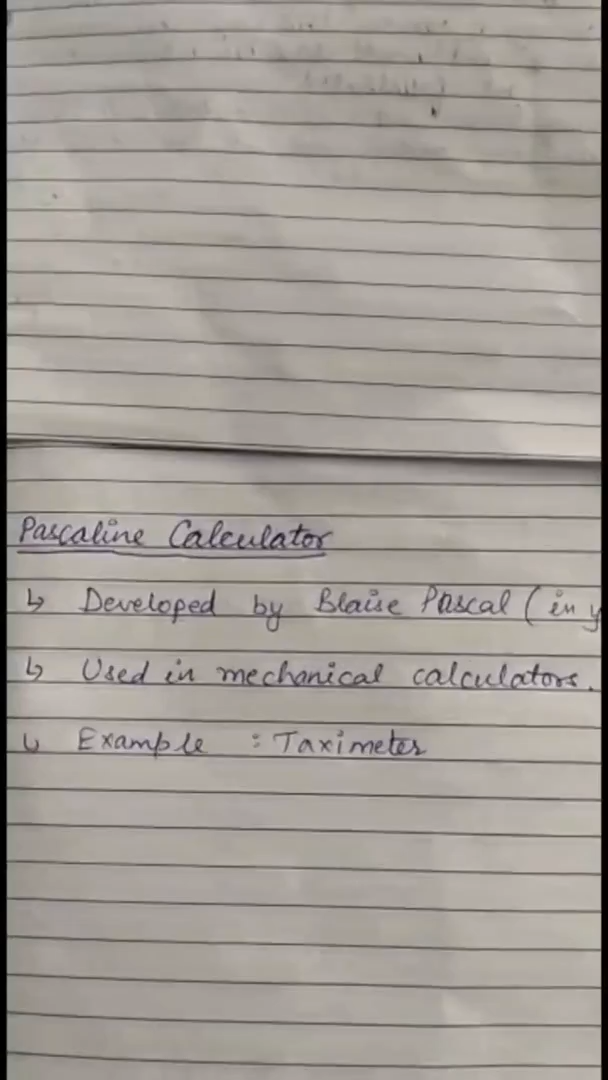 Pascaline Calculator
↳ Developed by Blaise Pascal ( in y
↳ Used in mechanical calculators.
↳ Example : Taximeter